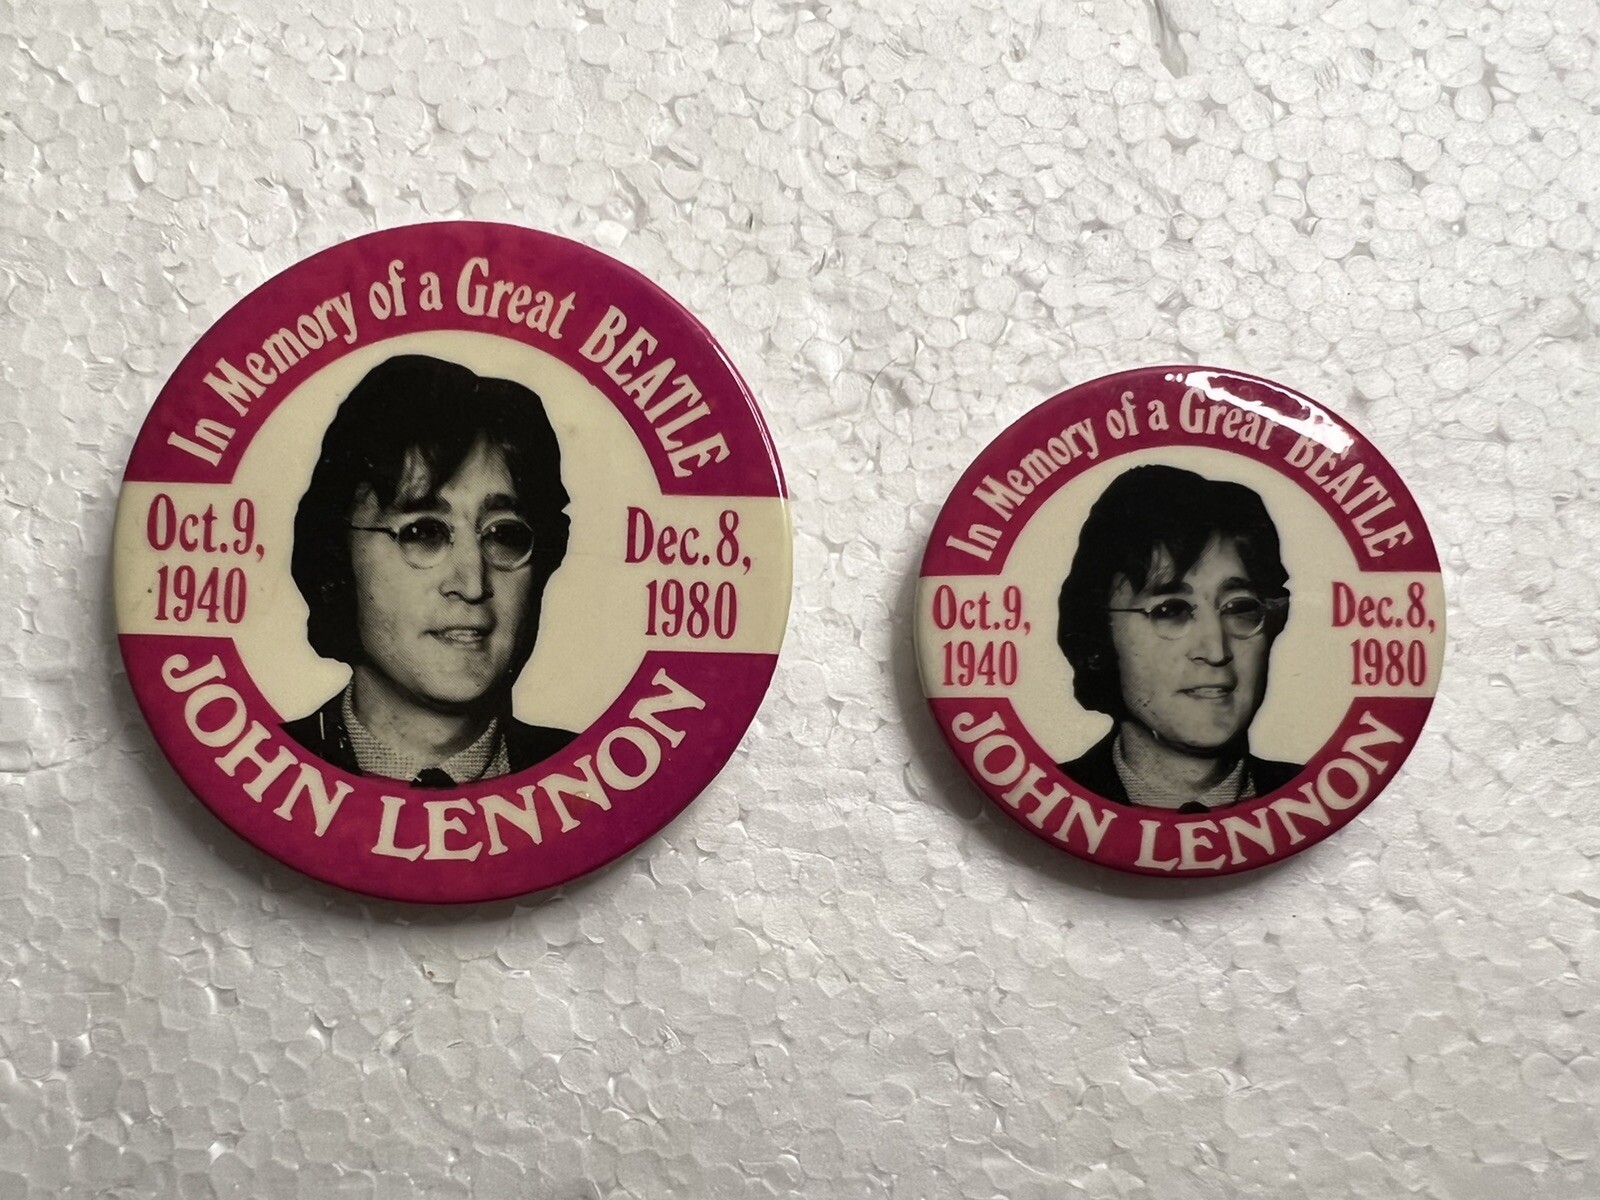 In Memory of a Great BEATLE
Oct. 9,
1940
Dec. 8,
1980
JOHN LENNON
In Memory of a Great BEATLE
Oct. 9,
1940
Dec. 8,
1980
JOHN LENNON